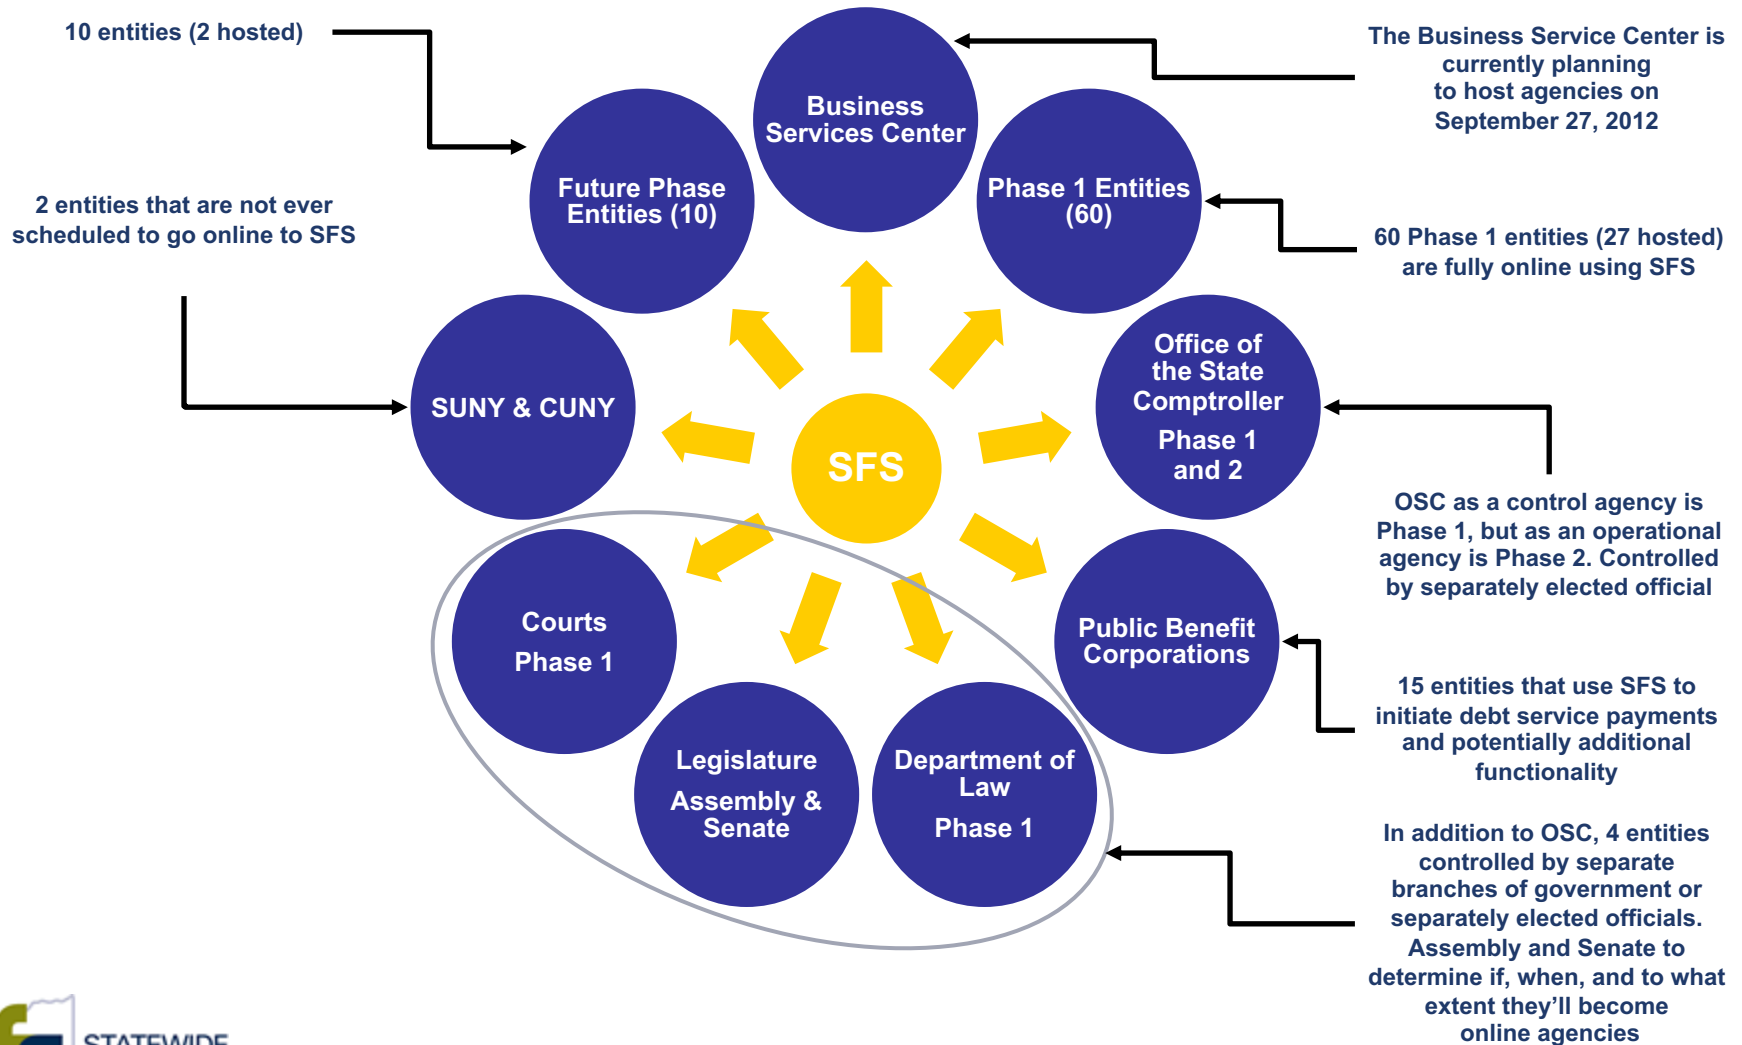 10 entities (2 hosted)
2 entities that are not ever
scheduled to go online to SFS
Business
Services Center
The Business Service Center is
currently planning
to host agencies on
September 27, 2012
Future Phase
Entities (10)
Phase 1 Entities
(60)
60 Phase 1 entities (27 hosted)
are fully online using SFS
SUNY & CUNY
Office of
the State
Comptroller
Phase 1
and 2
OSC as a control agency is
Phase 1, but as an operational
agency is Phase 2. Controlled
by separately elected official
SFS
Courts
Phase 1
Public Benefit
Corporations
15 entities that use SFS to
initiate debt service payments
and potentially additional
functionality
Legislature
Assembly &
Senate
Department of
Law
Phase 1
In addition to OSC, 4 entities
controlled by separate
branches of government or
separately elected officials.
Assembly and Senate to
determine if, when, and to what
extent they'll become
online agencies
STATEWIDE